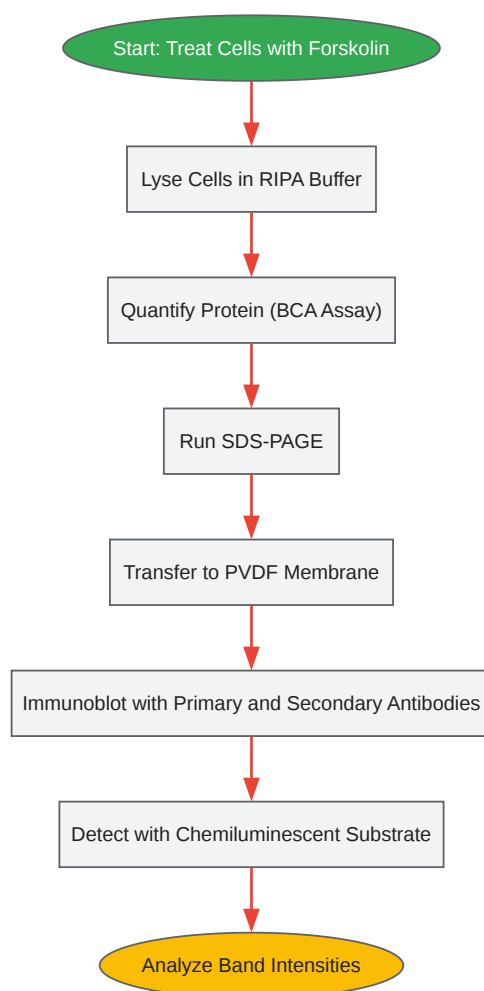 Start: Treat Cells with Forskolin
Lyse Cells in RIPA Buffer
Quantify Protein (BCA Assay)
Run SDS-PAGE
Transfer to PVDF Membrane
Immunoblot with Primary and Secondary Antibodies
Detect with Chemiluminescent Substrate
Analyze Band Intensities